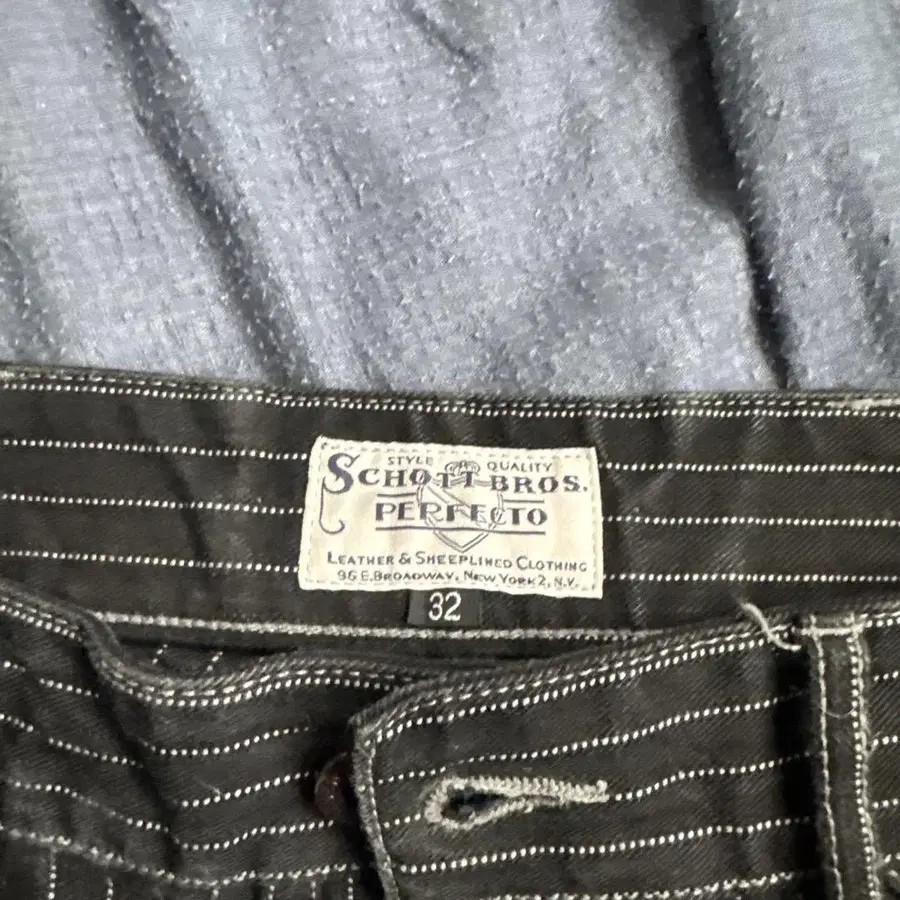 STYLE QUALITY
SCHOTT BROS.
PERFECTO
LEATHER & SHEEPLINED CLOTHING
96 E. BROADWAY, NEW YORK 2, N.Y.
32